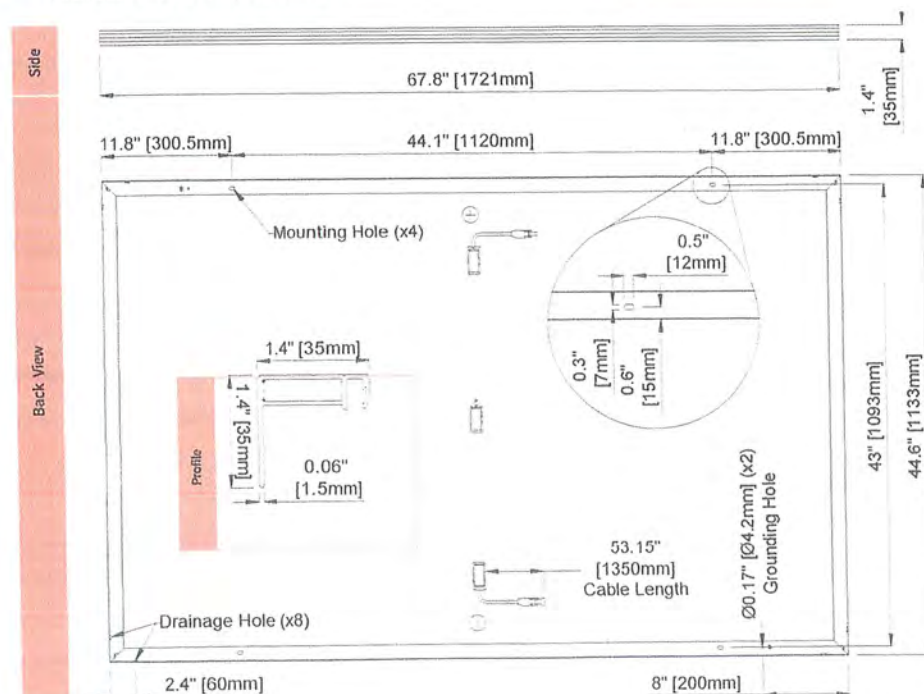 Side
67.8" [1721mm]
1.4"
[35mm]
11.8" [300.5mm]
44.1" [1120mm]
11.8" [300.5mm]
Back View
Mounting Hole (x4)
+
0.5"
[12mm]
0.3"
[7mm]
0.6"
[15mm]
1.4" [35mm]
1.4" [35mm]
Profile
0.06"
[1.5mm]
43" [1093mm]
44.6" [1133mm]
Ø0.17" [Ø4.2mm] (x2)
Grounding Hole
53.15"
[1350mm]
Cable Length
Drainage Hole (x8)
2.4" [60mm]
8" [200mm]